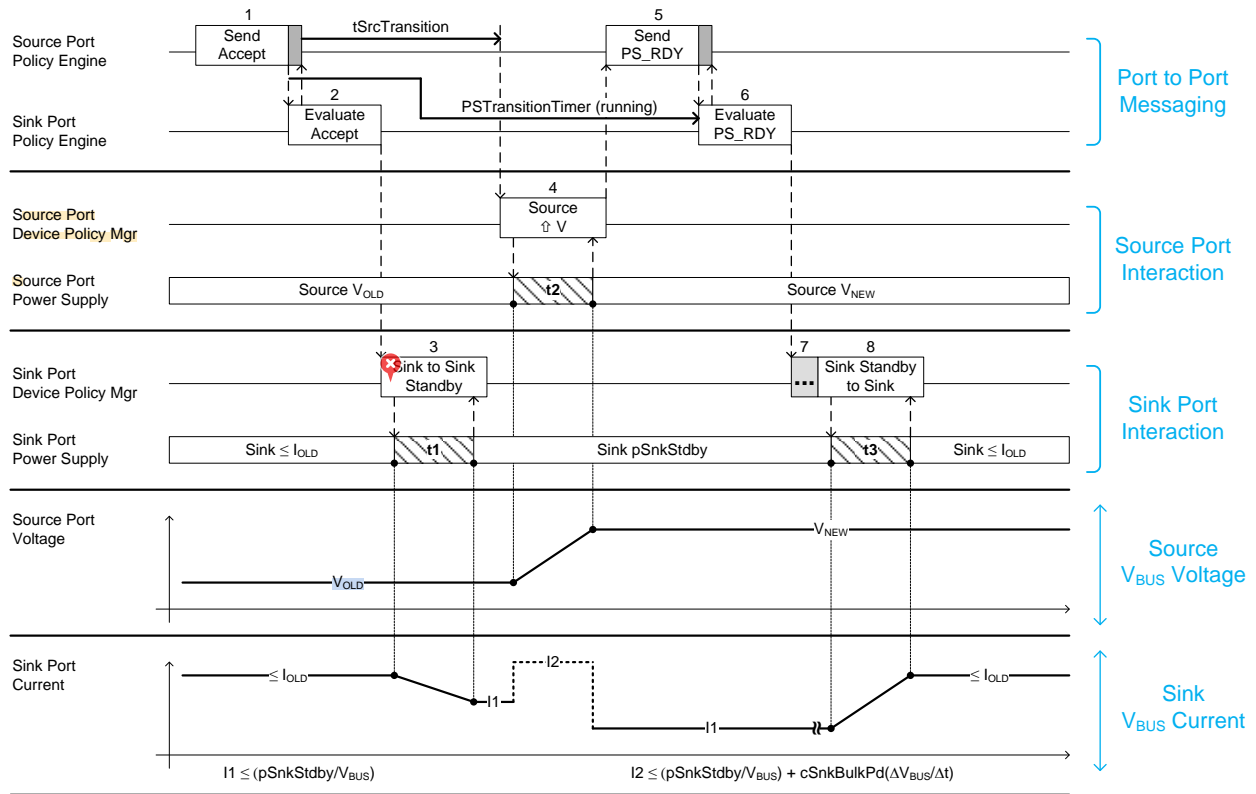 1
Send
Accept
tSrcTransition
5
Send
PS_RDY
Source Port
Policy Engine
Port to Port
Messaging
2
Evaluate
Accept
PSTransitionTimer (running)
6
Evaluate
PS_RDY
Sink Port
Policy Engine
4
Source
⇧ V
Source Port
Device Policy Mgr
Source Port
Interaction
Source Port
Power Supply
Source VOLD
t2
Source VNEW
3
Sink to Sink
Standby
7
...
8
Sink Standby
to Sink
Sink Port
Device Policy Mgr
Sink Port
Interaction
Sink Port
Power Supply
Sink ≤ IOLD
t1
Sink pSnkStdby
t3
Sink ≤ IOLD
Source Port
Voltage
VOLD
VNEW
Source
VBUS Voltage
Sink Port
Current
≤ IOLD
I1
I2
I1
≤ IOLD
Sink
VBUS Current
I1 ≤ (pSnkStdby/VBUS)
I2 ≤ (pSnkStdby/VBUS) + cSnkBulkPd(ΔVBUS/Δt)